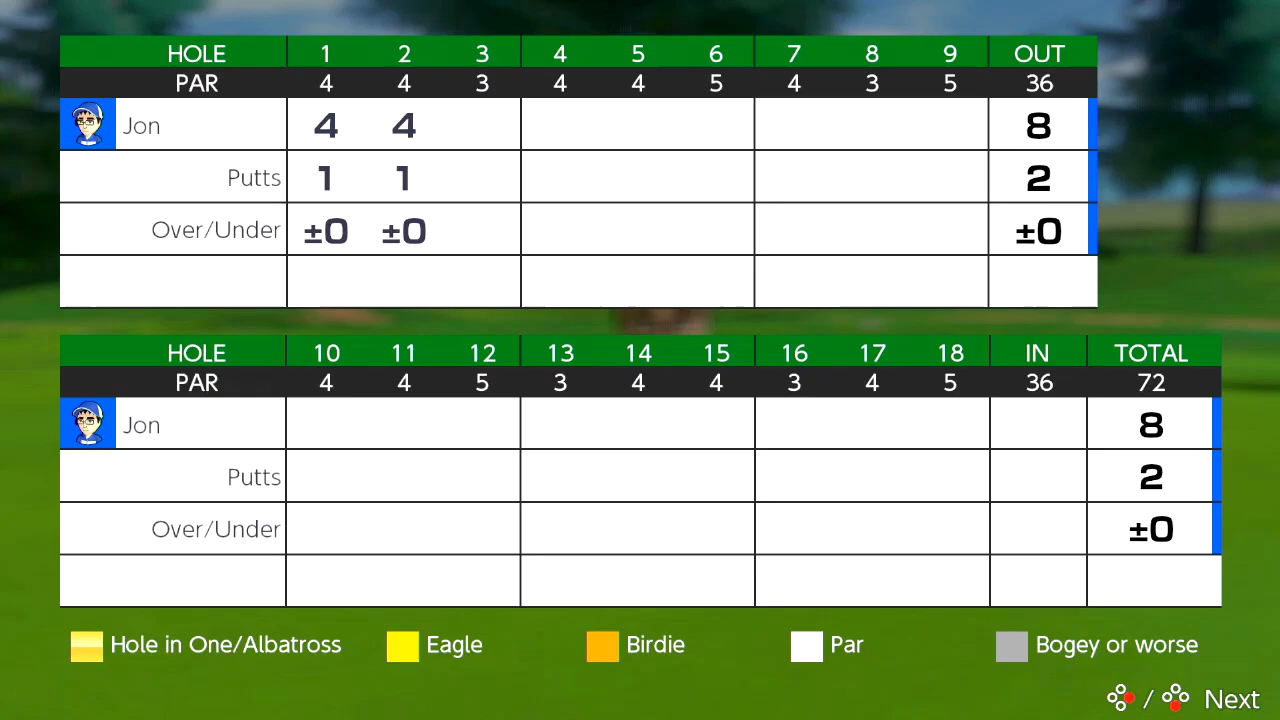 HOLE 1 2 3 4 5 6 7 8 9 OUT
PAR 4 4 3 4 4 5 4 3 5 36
Jon 4 4 8
Putts 1 1 2
Over/Under ±0 ±0 ±0
HOLE 10 11 12 13 14 15 16 17 18 IN TOTAL
PAR 4 4 5 3 4 4 3 4 5 36 72
Jon 8
Putts 2
Over/Under ±0
Hole in One/Albatross Eagle Birdie Par Bogey or worse
/ Next